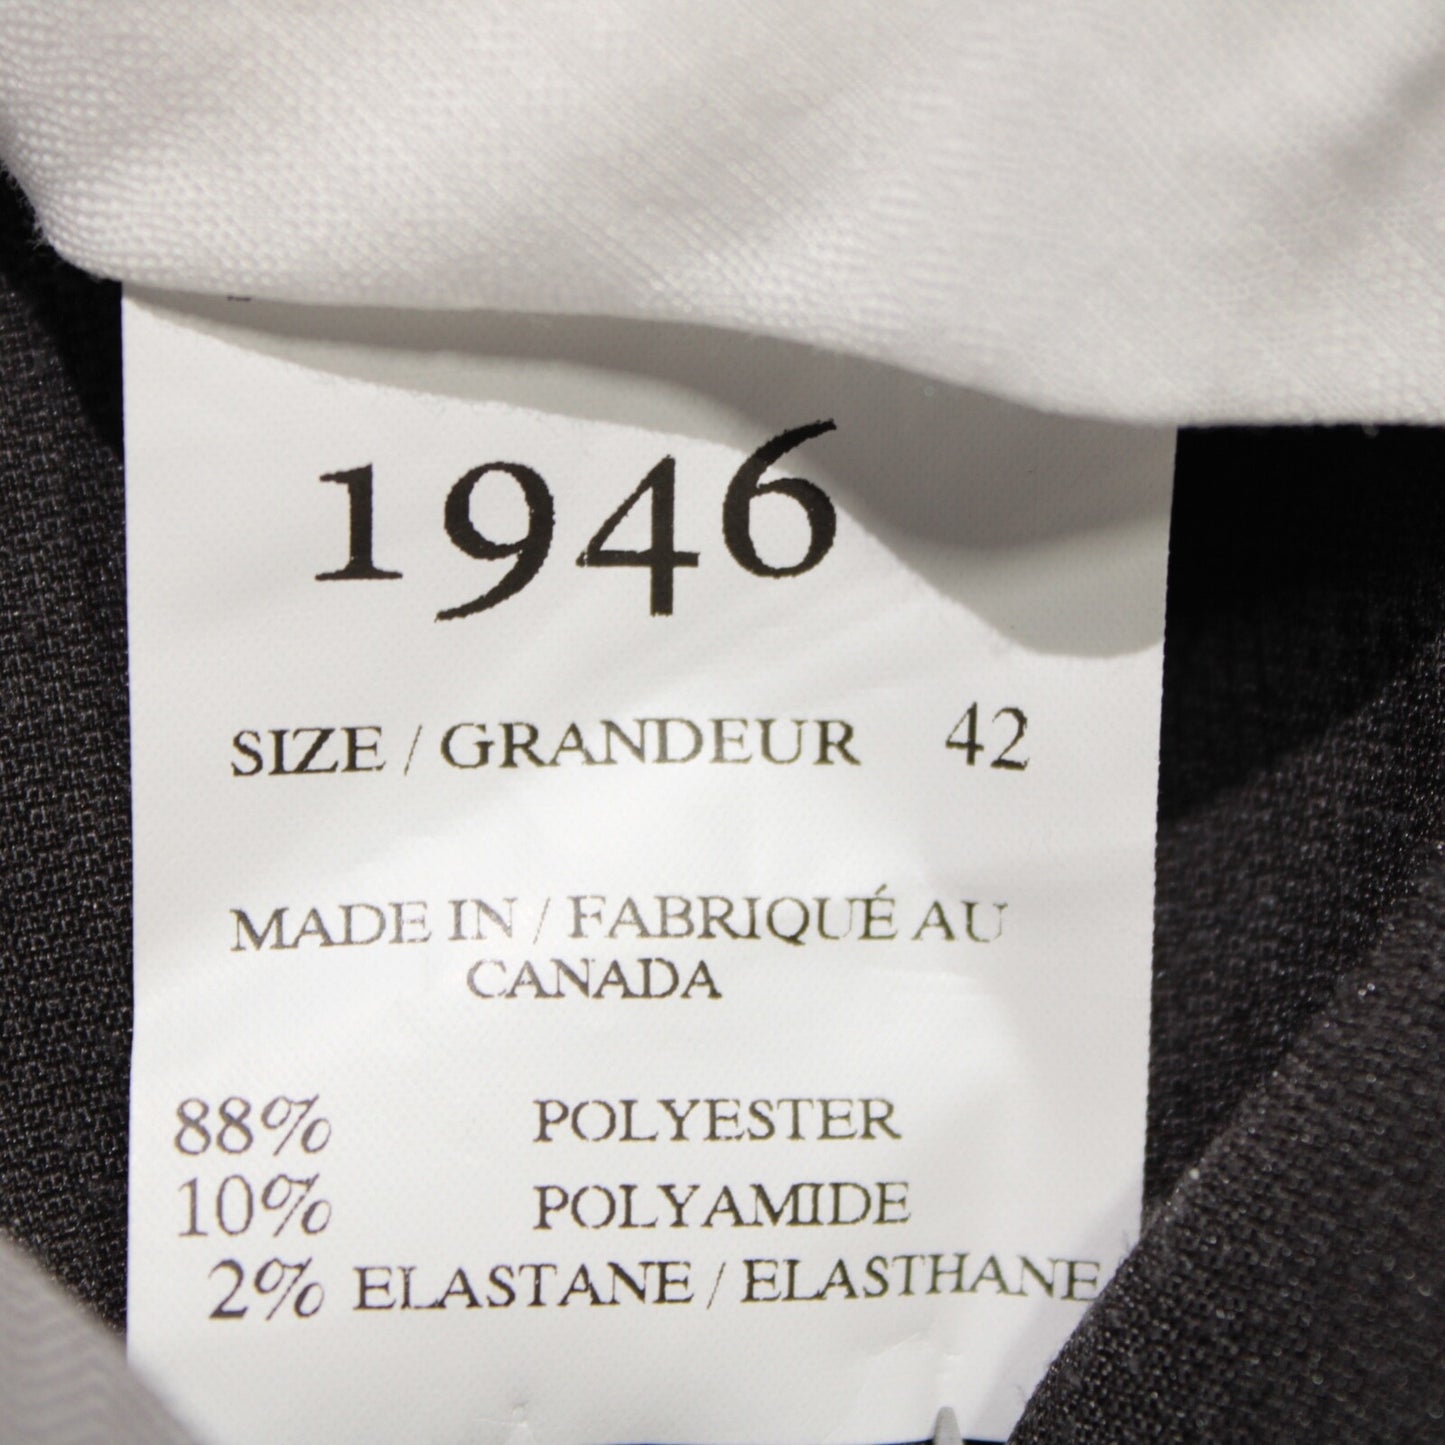 1946
SIZE / GRANDEUR 42
MADE IN / FABRIQUÉ AU
CANADA
88% POLYESTER
10% POLYAMIDE
2% ELASTANE / ELASTHANE